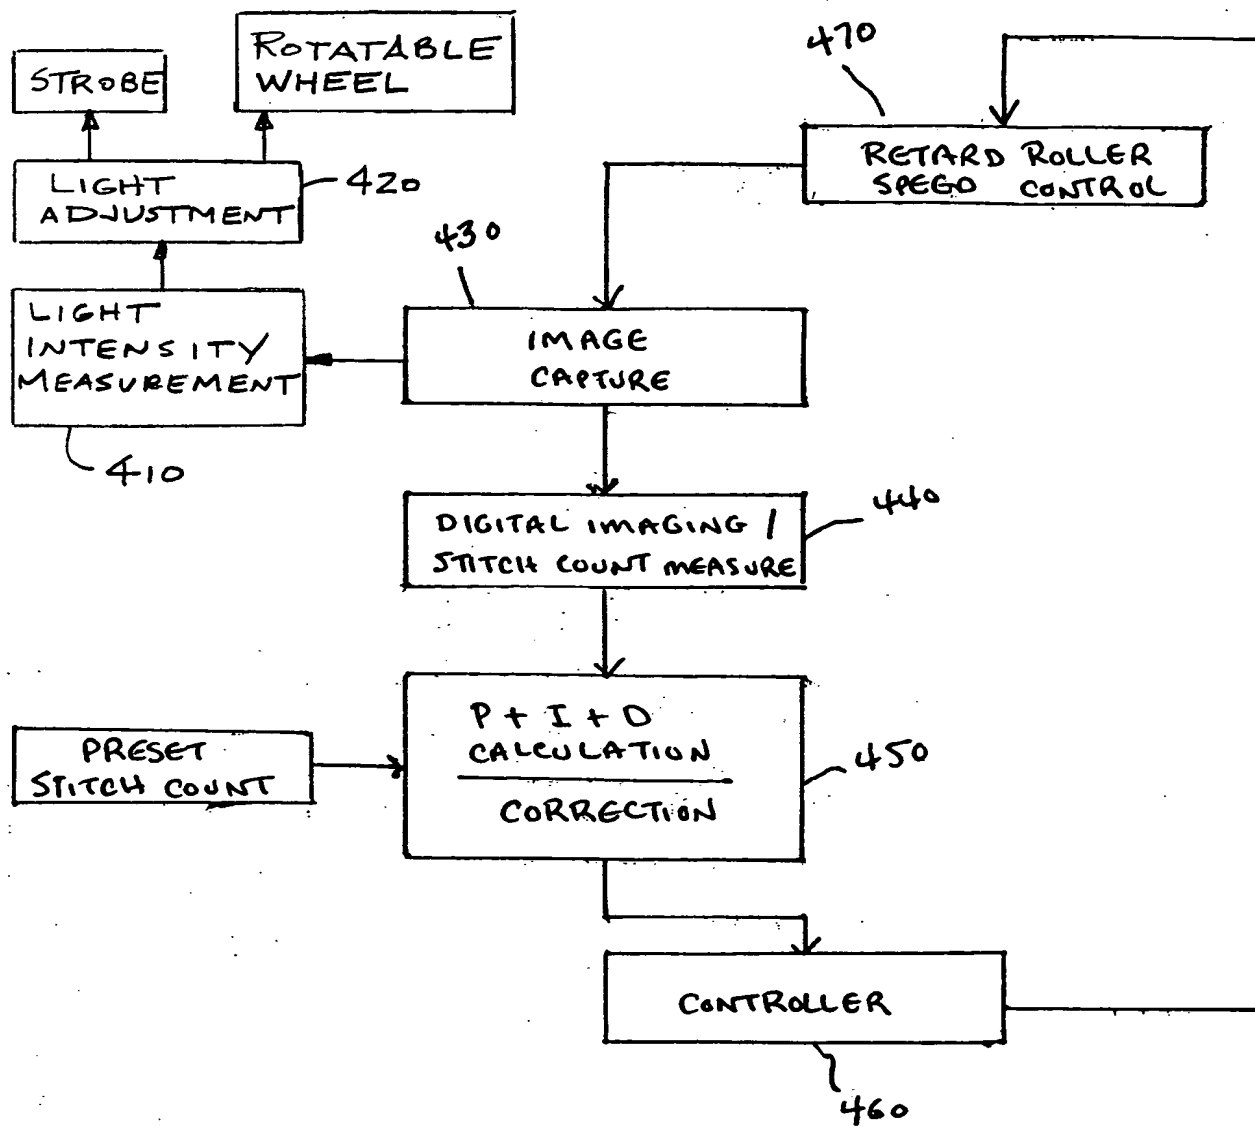 ROTATABLE
WHEEL
STROBE
470
RETARD ROLLER
SPEED CONTROL
LIGHT
ADJUSTMENT
420
430
LIGHT
INTENSITY
MEASUREMENT
IMAGE
CAPTURE
410
440
DIGITAL IMAGING /
STITCH COUNT MEASURE
P + I + D
CALCULATION
CORRECTION
450
PRESET
STITCH COUNT
CONTROLLER
460